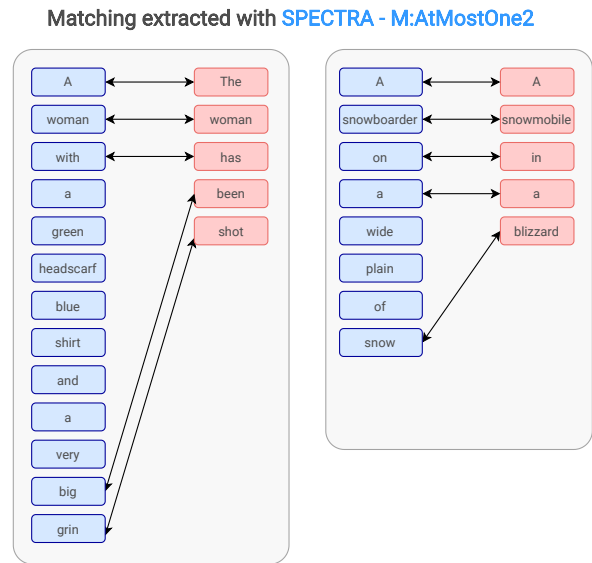 Matching extracted with SPECTRA - M:AtMostOne2
A The
woman woman
with has
a been
green shot
headscarf
blue
shirt
and
a
very
big
grin
A A
snowboarder snowmobile
on in
a a
wide blizzard
plain
of
snow